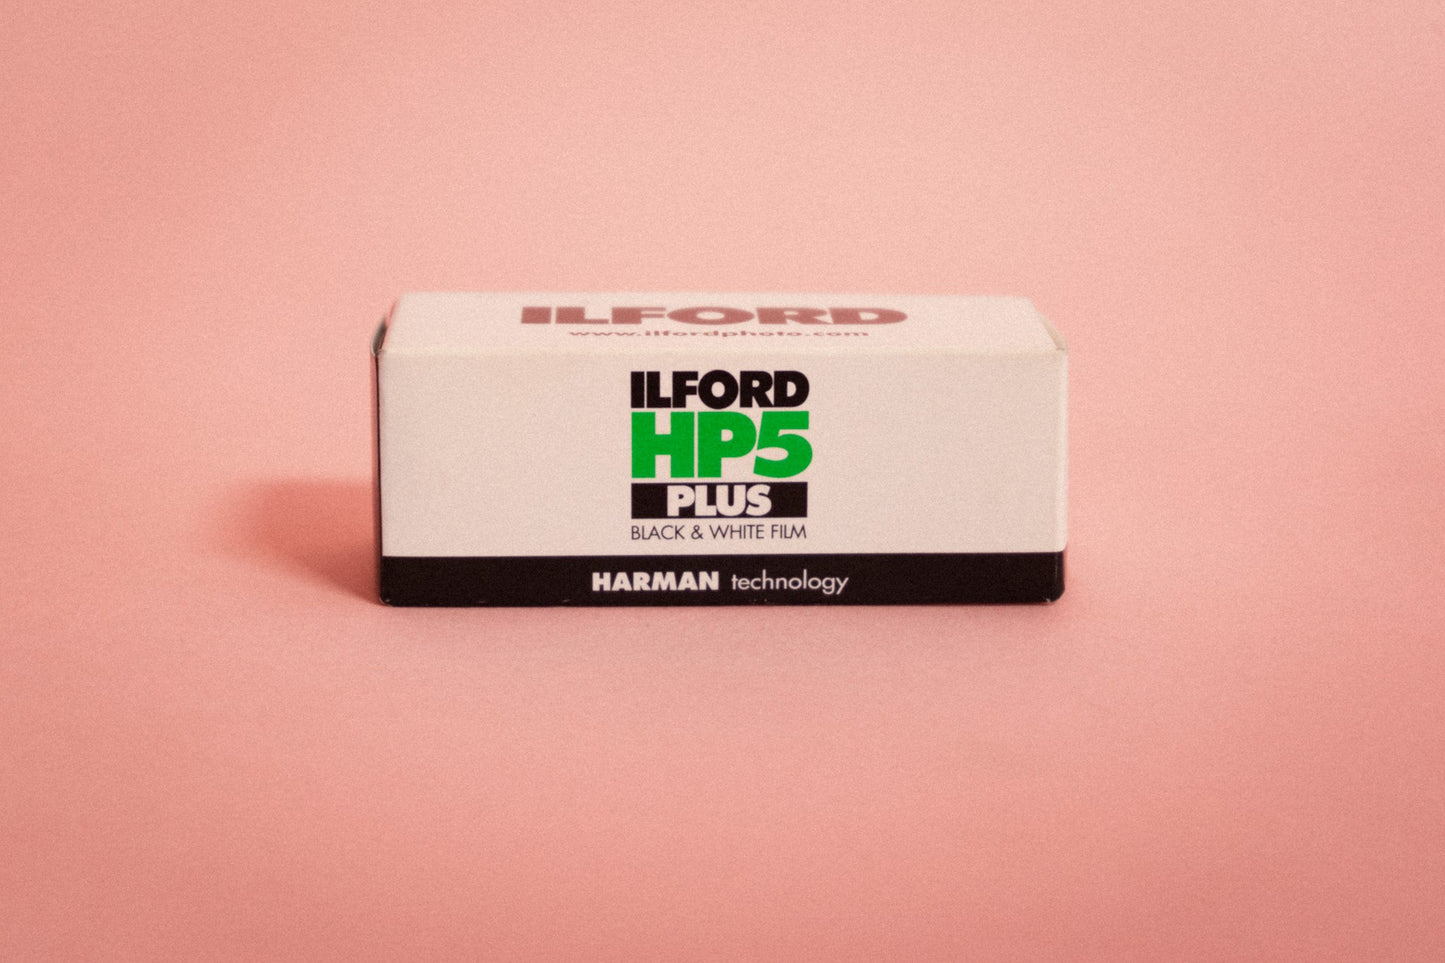 ILFORD
www.ilfordphoto.com
ILFORD
HP5
PLUS
BLACK & WHITE FILM
HARMAN technology